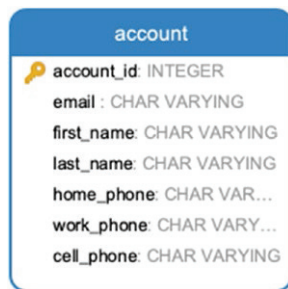 account
account_id: INTEGER
email : CHAR VARYING
first_name: CHAR VARYING
last_name: CHAR VARYING
home_phone: CHAR VAR...
work_phone: CHAR VARY...
cell_phone: CHAR VARYING